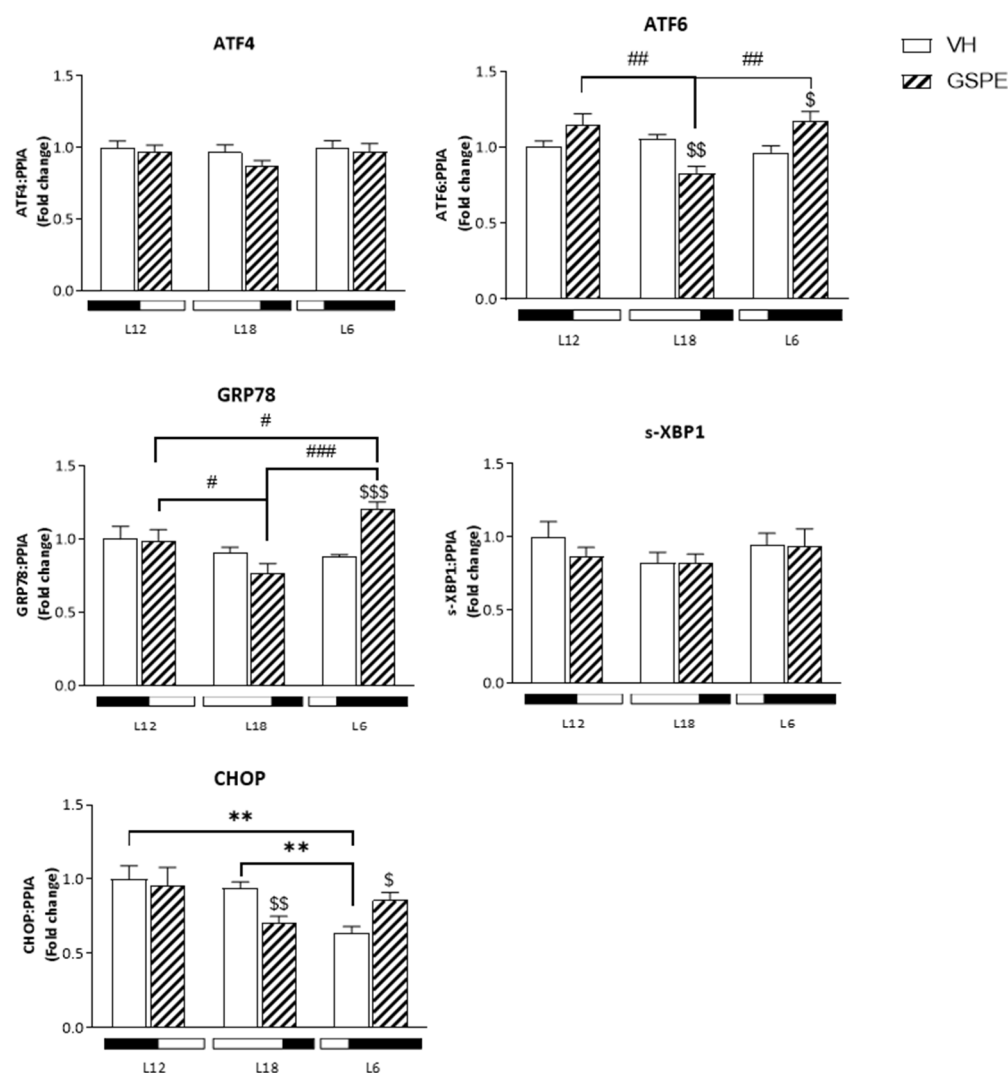 ATF4
ATF4:PPIA
(Fold change)
1.5
1.0
0.5
0.0
L12 L18 L6
ATF6
## ##
$$ $
ATF6:PPIA
(Fold change)
1.5
1.0
0.5
0.0
L12 L18 L6
VH
GSPE
GRP78
#
###
#
$$$
GRP78:PPIA
(Fold change)
1.5
1.0
0.5
0.0
L12 L18 L6
s-XBP1
s-XBP1:PPIA
(Fold change)
1.5
1.0
0.5
0.0
L12 L18 L6
CHOP
**
**
$$ $
CHOP:PPIA
(Fold change)
1.5
1.0
0.5
0.0
L12 L18 L6